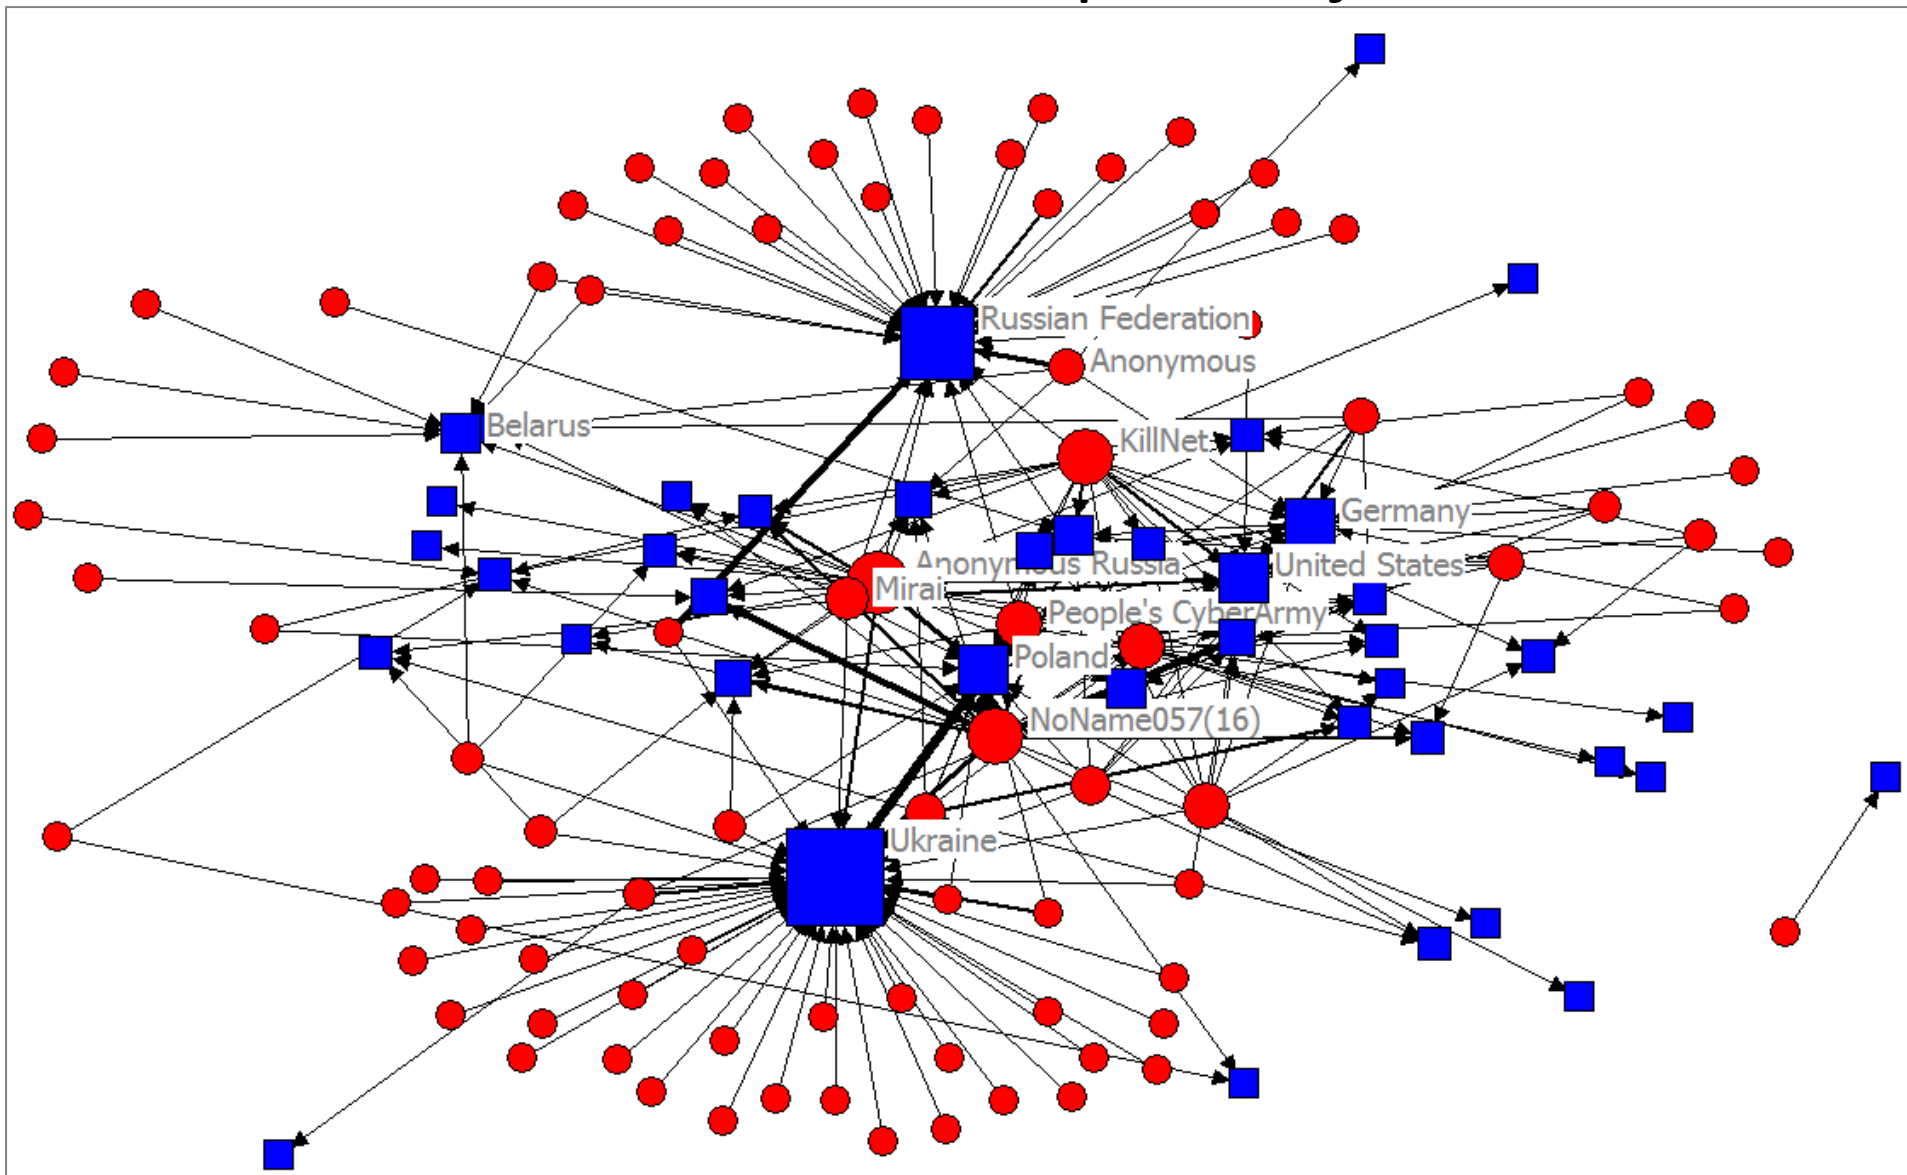 Russian Federation
Anonymous
Belarus
KillNet
Germany
Anonymous Russia
United States
Mirai
People's CyberArmy
Poland
NoName057(16)
Ukraine